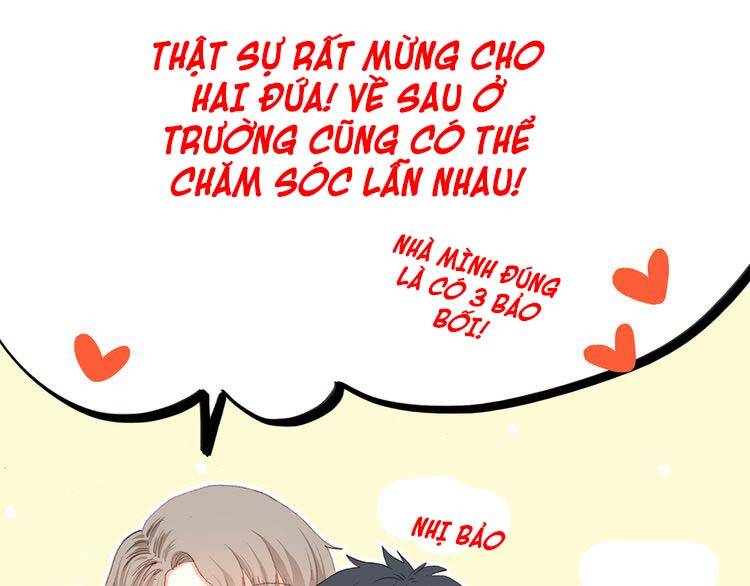 THẬT SỰ RẤT MỪNG CHO
HAI ĐỨA! VỀ SAU Ở
TRƯỜNG CŨNG CÓ THỂ
CHĂM SÓC LẪN NHAU!
NHÀ MÌNH ĐÚNG
LÀ CÓ 3 BẢO
BỐI!
NHỊ BẢO